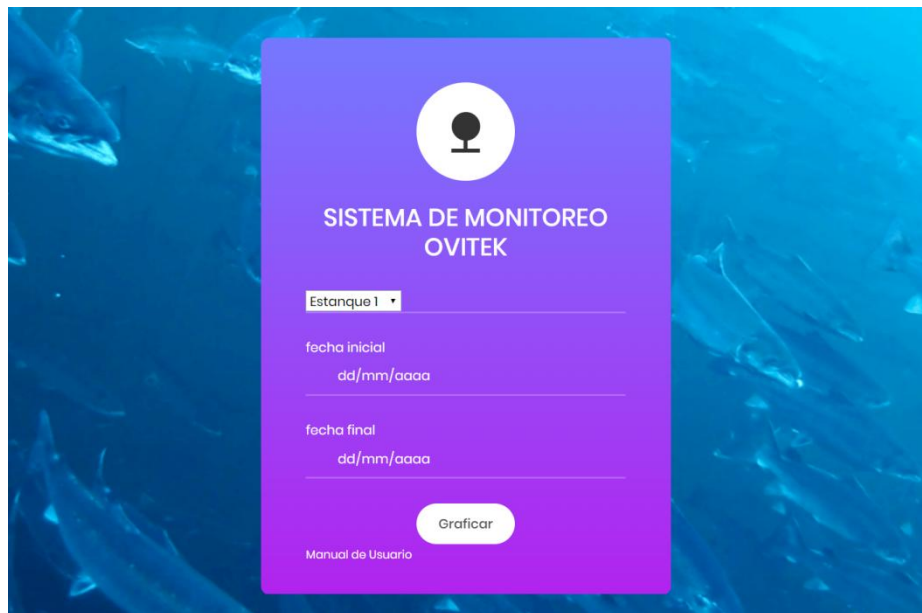 SISTEMA DE MONITOREO
OVITEK
Estanque 1
fecha inicial
dd/mm/aaaa
fecha final
dd/mm/aaaa
Graficar
Manual de Usuario